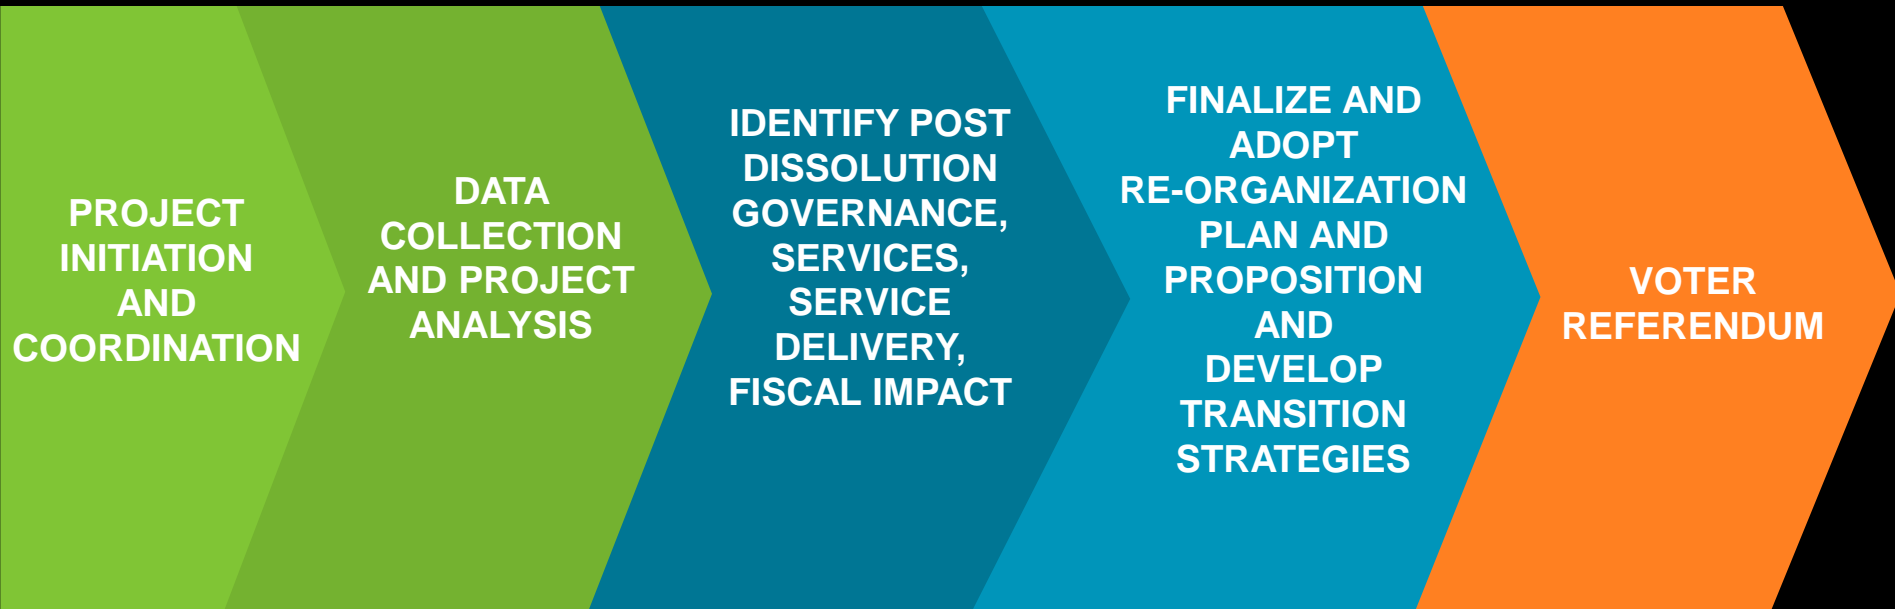 PROJECT
INITIATION
AND
COORDINATION
DATA
COLLECTION
AND PROJECT
ANALYSIS
IDENTIFY POST
DISSOLUTION
GOVERNANCE,
SERVICES,
SERVICE
DELIVERY,
FISCAL IMPACT
FINALIZE AND
ADOPT
RE-ORGANIZATION
PLAN AND
PROPOSITION
AND
DEVELOP
TRANSITION
STRATEGIES
VOTER
REFERENDUM